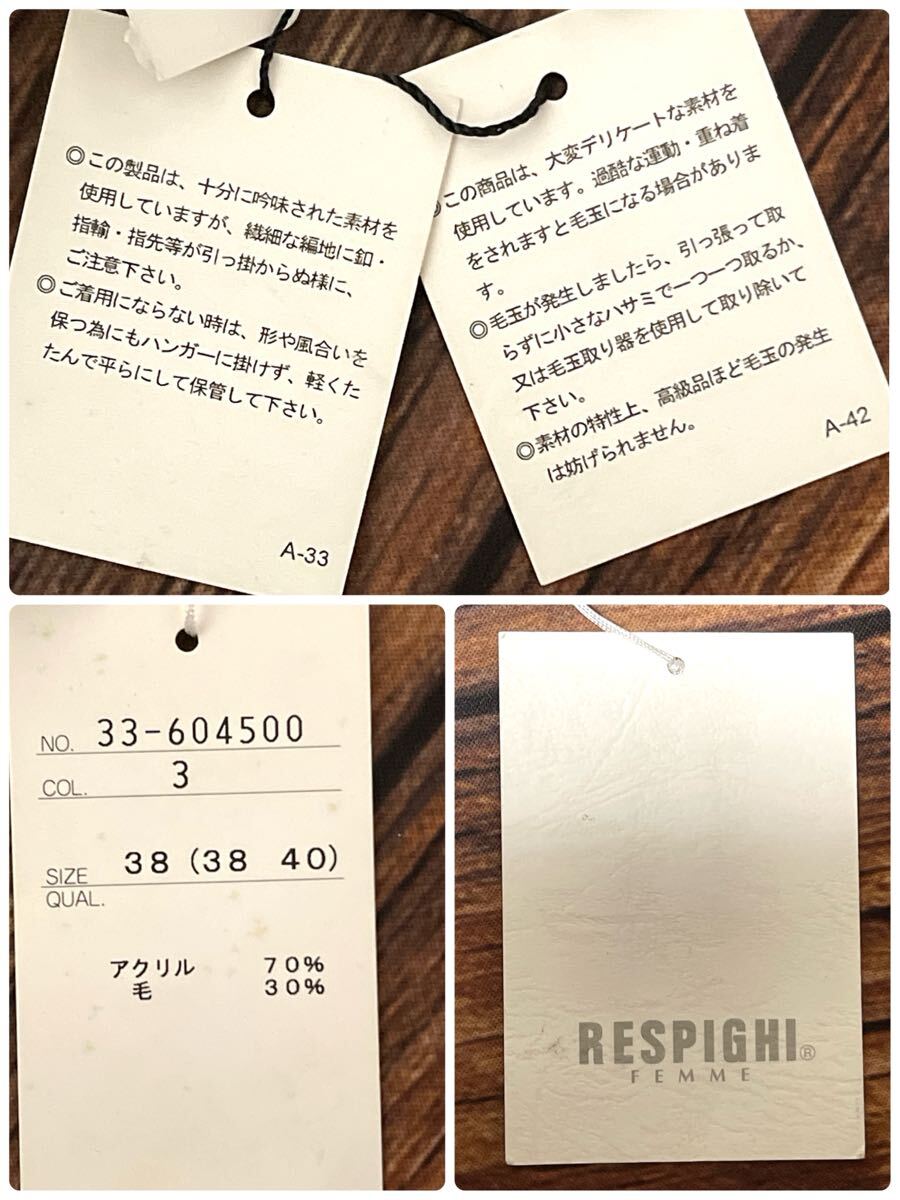 ◎この製品は、十分に吟味された素材を
使用していますが、繊細な編地に釦・
指輪・指先等が引っ掛からぬ様に、
ご注意下さい。
◎ご着用にならない時は、形や風合いを
保つ為にもハンガーに掛けず、軽くた
たんで平らにして保管して下さい。
A-33
◎この商品は、大変デリケートな素材を
使用しています。過酷な運動・重ね着
をされますと毛玉になる場合がありま
す。
◎毛玉が発生しましたら、引っ張って取
らずに小さなハサミで一つ一つ取るか、
又は毛玉取り器を使用して取り除いて
下さい。
◎素材の特性上、高級品ほど毛玉の発生
は妨げられません。
A-42
NO. 33-604500
COL. 3
SIZE 38(38 40)
QUAL.
アクリル 70%
毛 30%
RESPIGHI®
FEMME